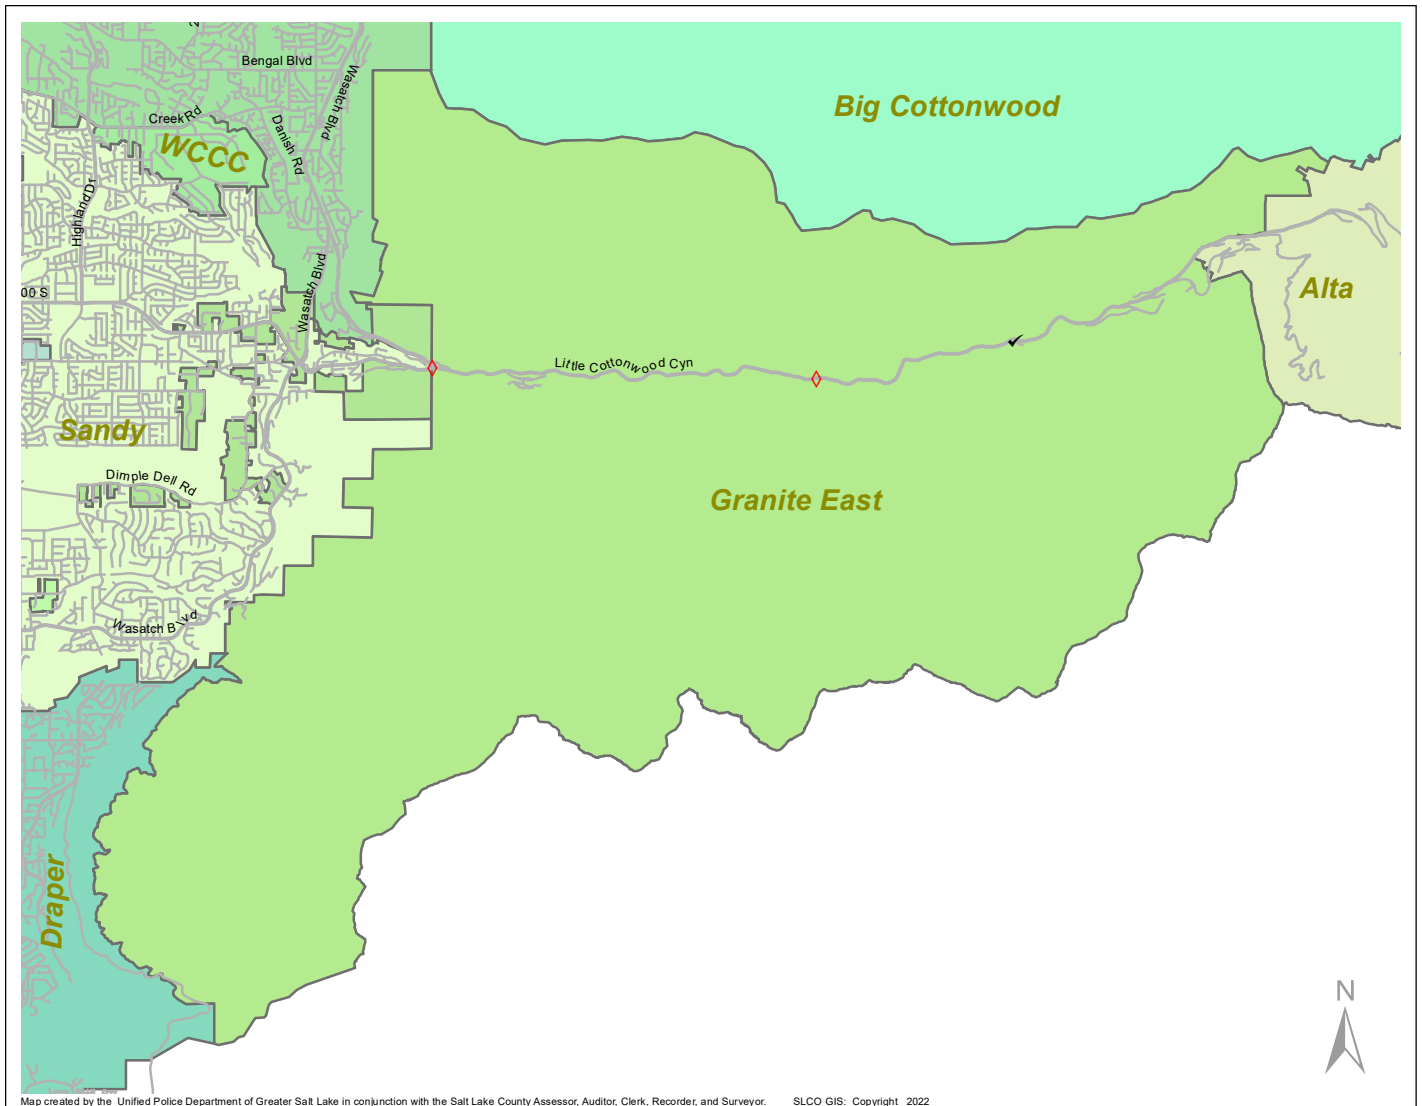 Bengal Blvd
Wasatch Blvd
Big Cottonwood
Creek Rd
Danish Rd
WCCC
Highland Dr
Wasatch Blvd
00 S
Alta
Little Cottonwood Cyn
Sandy
Dimple Dell Rd
Granite East
Wasatch Blvd
Draper
N
Map created by the Unified Police Department of Greater Salt Lake in conjunction with the Salt Lake County Assessor, Auditor, Clerk, Recorder, and Surveyor. SLCO GIS: Copyright 2022